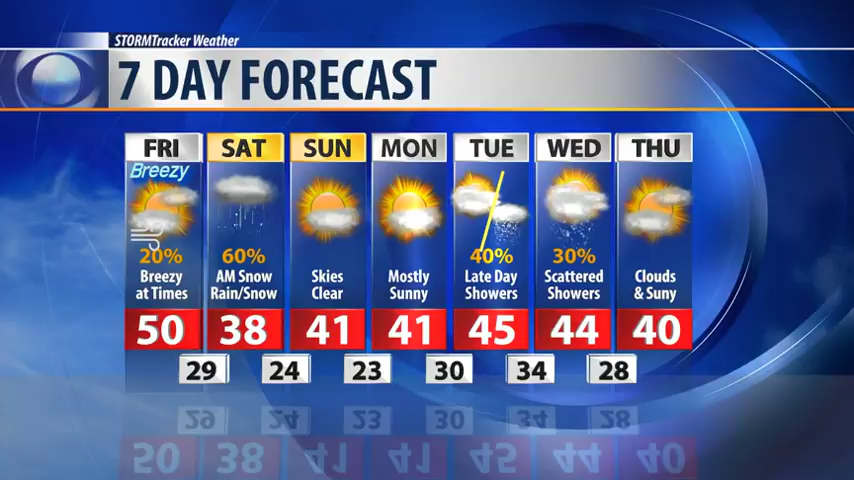 STORMTracker Weather
7 DAY FORECAST
FRI SAT SUN MON TUE WED THU
Breezy
20% 60% 40% 30%
Breezy AM Snow Skies Mostly Late Day Scattered Clouds
at Times Rain/Snow Clear Sunny Showers Showers & Suny
50 38 41 41 45 44 40
29 24 23 30 34 28